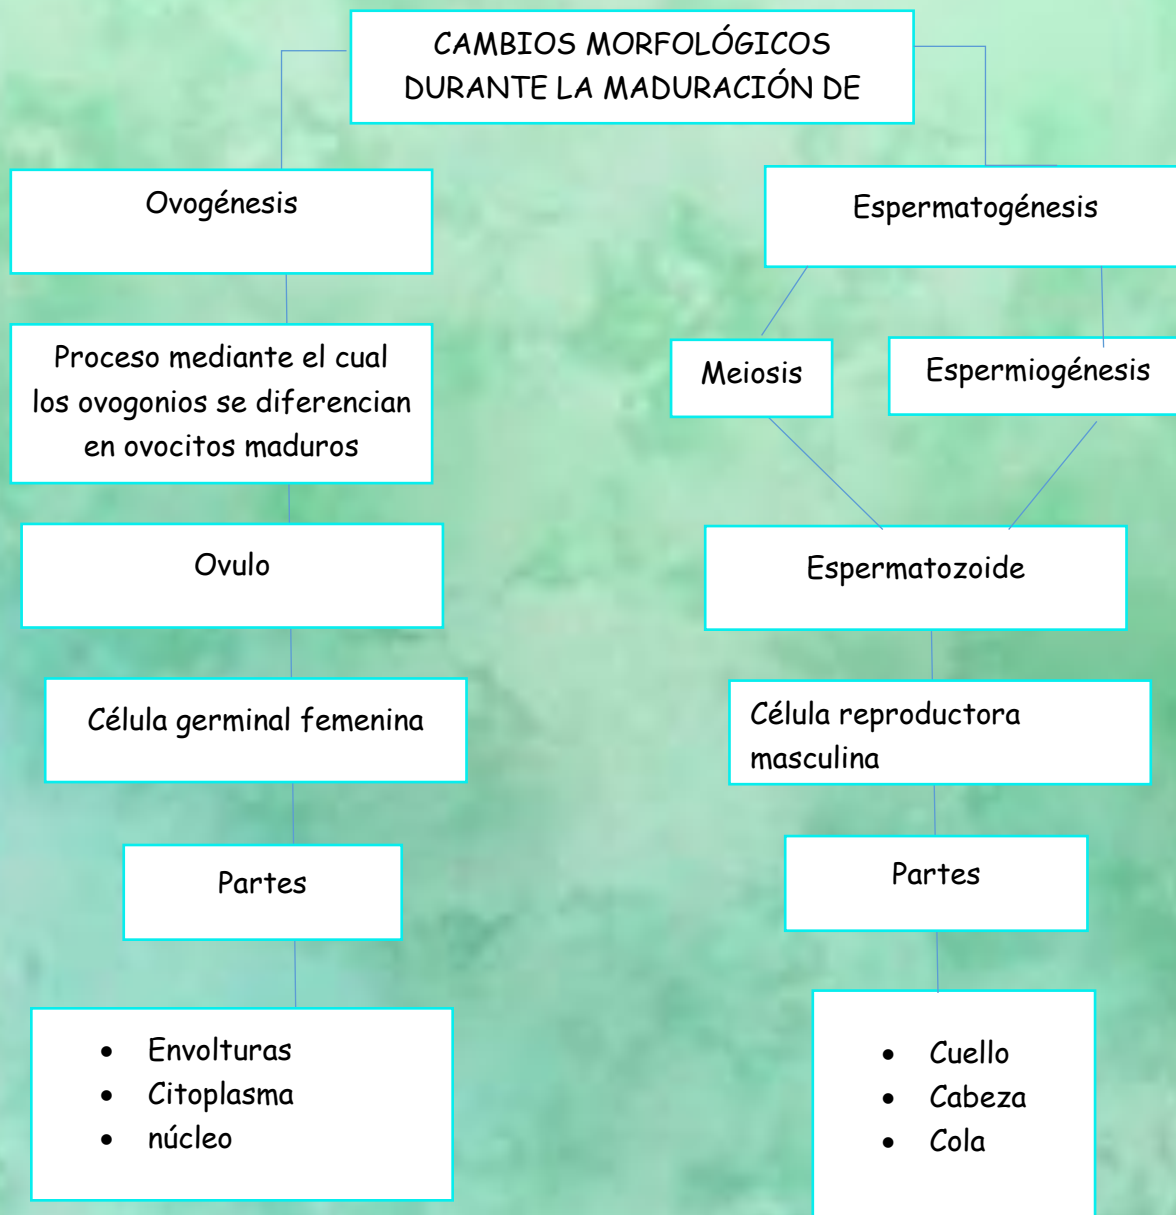 CAMBIOS MORFOLÓGICOS
DURANTE LA MADURACIÓN DE
Ovogénesis
Espermatogénesis
Proceso mediante el cual
los ovogonios se diferencian
en ovocitos maduros
Meiosis
Espermiogénesis
Ovulo
Espermatozoide
Célula germinal femenina
Célula reproductora
masculina
Partes
Partes
• Envolturas
• Citoplasma
• núcleo
• Cuello
• Cabeza
• Cola